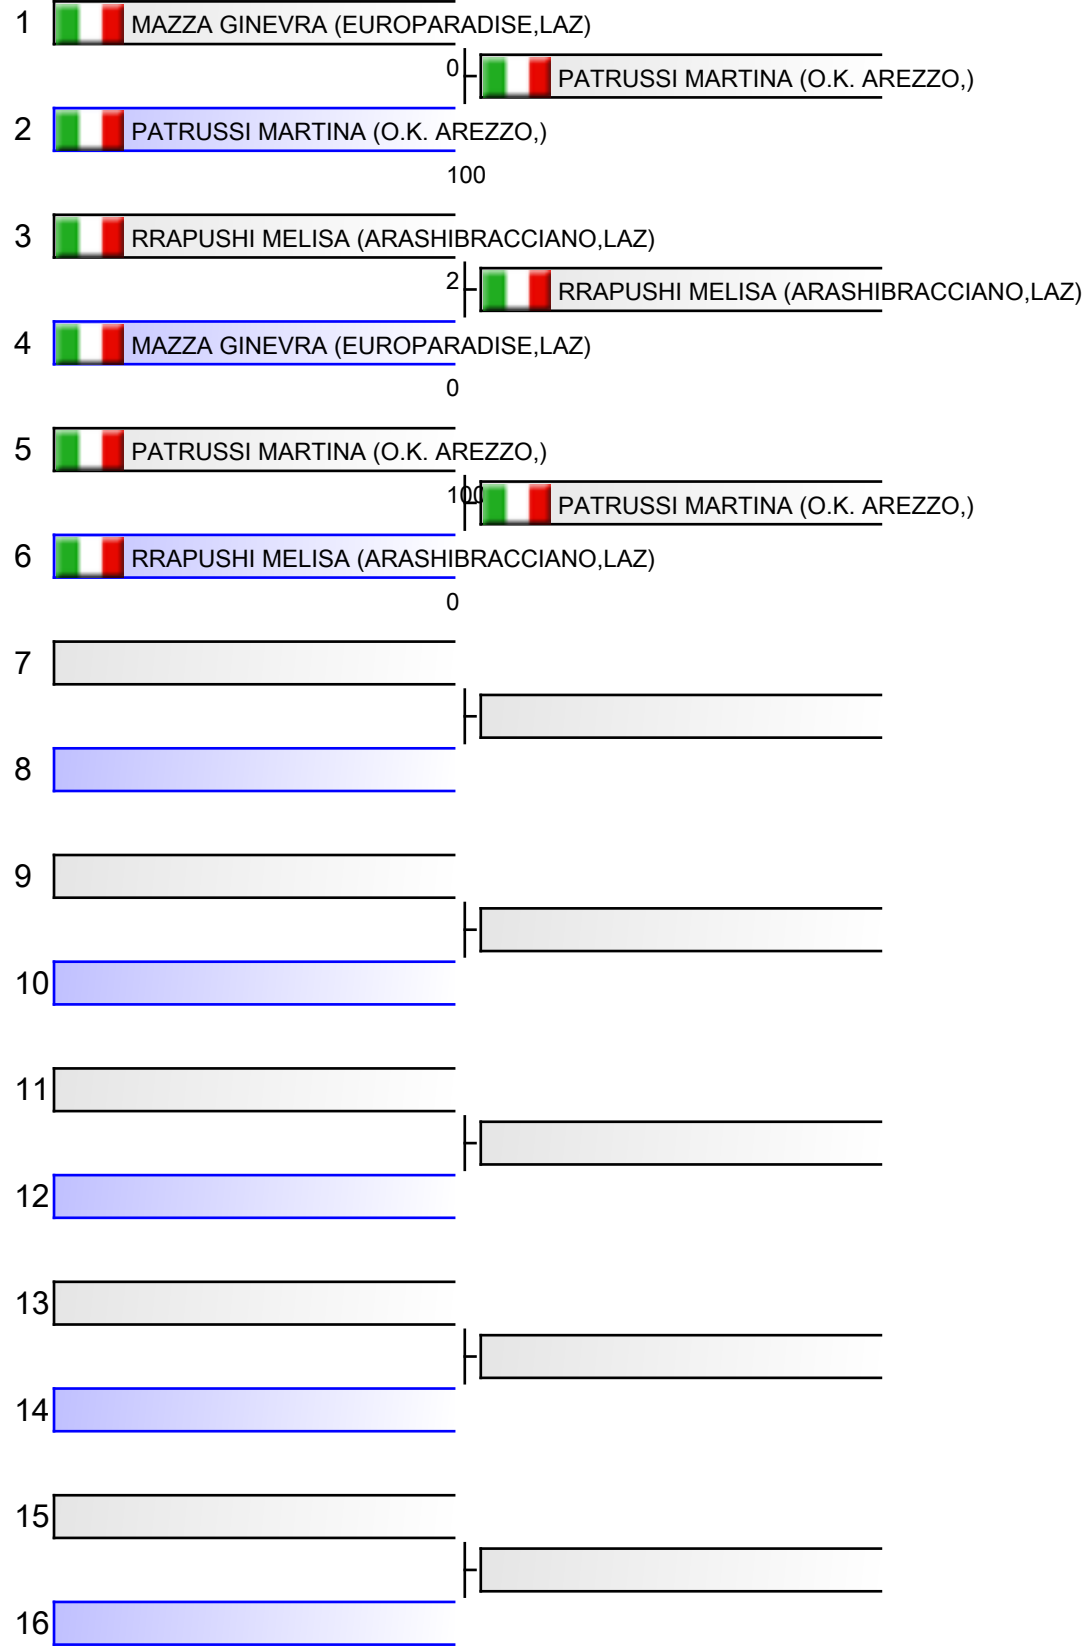 1 MAZZA GINEVRA (EUROPARADISE,LAZ)
0 PATRUSSI MARTINA (O.K. AREZZO,)
2 PATRUSSI MARTINA (O.K. AREZZO,)
100
3 RRAPUSHI MELISA (ARASHIBRACCIANO,LAZ)
2 RRAPUSHI MELISA (ARASHIBRACCIANO,LAZ)
4 MAZZA GINEVRA (EUROPARADISE,LAZ)
0
5 PATRUSSI MARTINA (O.K. AREZZO,)
100 PATRUSSI MARTINA (O.K. AREZZO,)
6 RRAPUSHI MELISA (ARASHIBRACCIANO,LAZ)
0
7
8
9
10
11
12
13
14
15
16